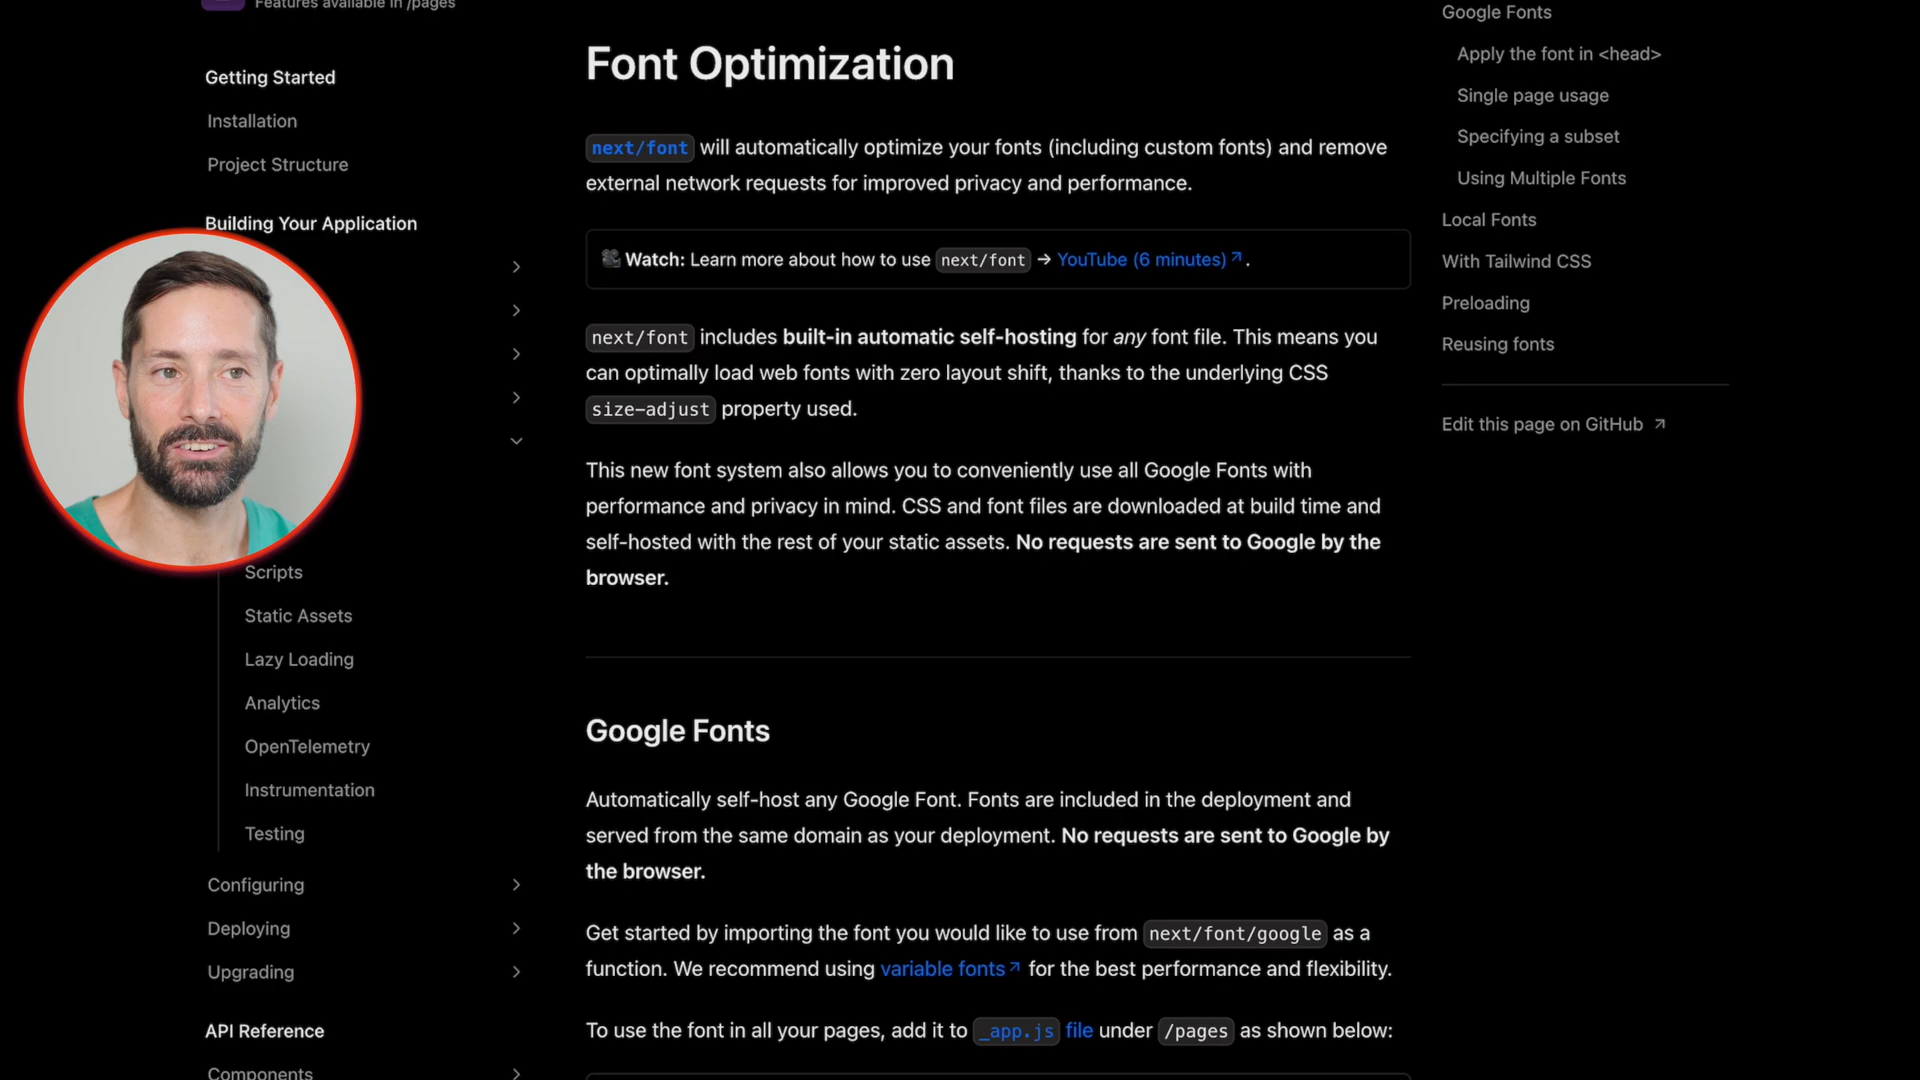 Features available in /pages
Getting Started
Installation
Project Structure
Building Your Application
Scripts
Static Assets
Lazy Loading
Analytics
OpenTelemetry
Instrumentation
Testing
Configuring
Deploying
Upgrading
API Reference
Components
Font Optimization
next/font will automatically optimize your fonts (including custom fonts) and remove
external network requests for improved privacy and performance.
Watch: Learn more about how to use next/font → YouTube (6 minutes) ↗.
next/font includes built-in automatic self-hosting for any font file. This means you
can optimally load web fonts with zero layout shift, thanks to the underlying CSS
size-adjust property used.
This new font system also allows you to conveniently use all Google Fonts with
performance and privacy in mind. CSS and font files are downloaded at build time and
self-hosted with the rest of your static assets. No requests are sent to Google by the
browser.
Google Fonts
Automatically self-host any Google Font. Fonts are included in the deployment and
served from the same domain as your deployment. No requests are sent to Google by
the browser.
Get started by importing the font you would like to use from next/font/google as a
function. We recommend using variable fonts ↗ for the best performance and flexibility.
To use the font in all your pages, add it to _app.js file under /pages as shown below:
Google Fonts
Apply the font in <head>
Single page usage
Specifying a subset
Using Multiple Fonts
Local Fonts
With Tailwind CSS
Preloading
Reusing fonts
Edit this page on GitHub ↗